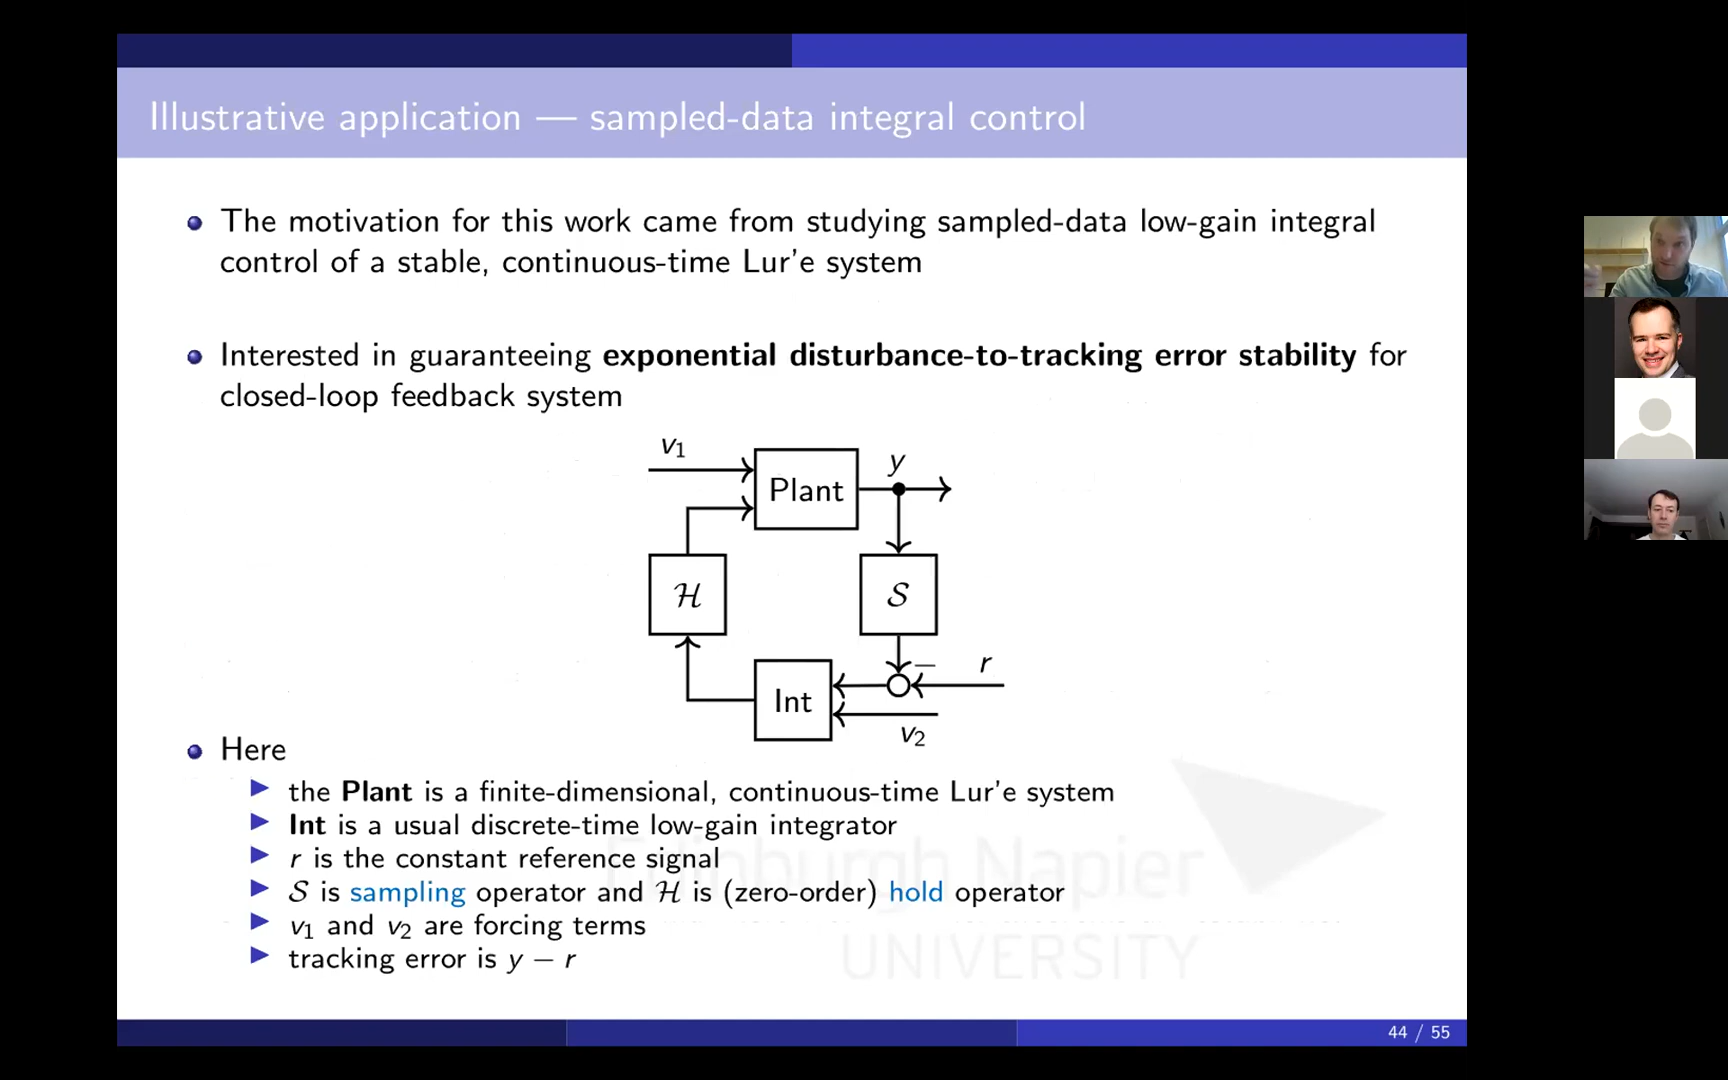 Illustrative application — sampled-data integral control
The motivation for this work came from studying sampled-data low-gain integral
control of a stable, continuous-time Lur'e system
Interested in guaranteeing exponential disturbance-to-tracking error stability for
closed-loop feedback system
v1
Plant
y
H
S
−
r
Int
v2
Here
the Plant is a finite-dimensional, continuous-time Lur'e system
Int is a usual discrete-time low-gain integrator
r is the constant reference signal
S is sampling operator and H is (zero-order) hold operator
v1 and v2 are forcing terms
tracking error is y − r
Edinburgh Napier
UNIVERSITY
44 / 55